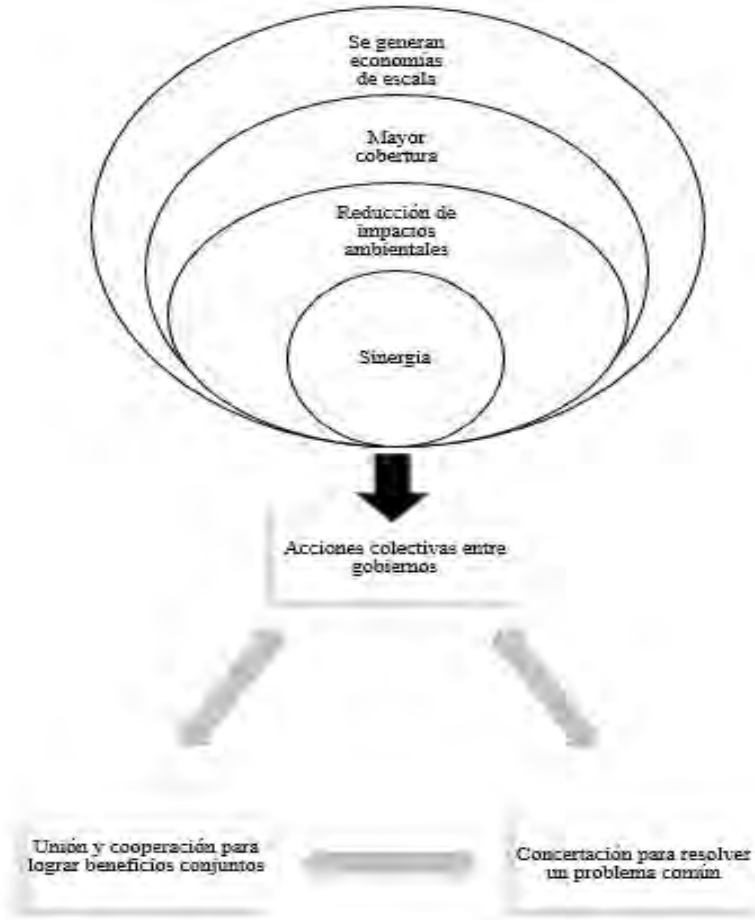 Se generan
economías
de escala
Mayor
cobertura
Reducción de
impactos
ambientales
Sinergia
Acciones colectivas entre
gobiernos
Unión y cooperación para
lograr beneficios conjuntos
Concertación para resolver
un problema común